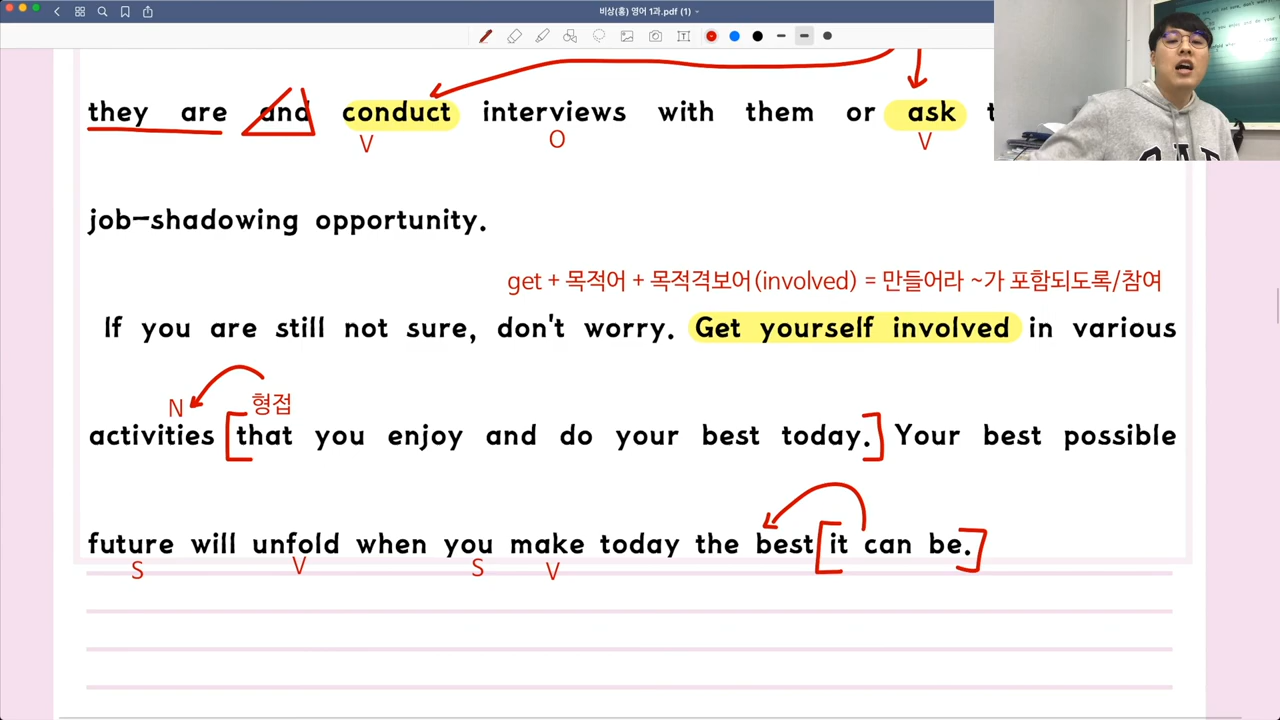 비상(홍) 영어 1과.pdf (1)
they are and conduct interviews with them or ask
V
O
V
job-shadowing opportunity.
get + 목적어 + 목적격보어(involved) = 만들어라 ~가 포함되도록/참여
If you are still not sure, don't worry. Get yourself involved in various
N
형접
activities [that you enjoy and do your best today.] Your best possible
future will unfold when you make today the best [it can be.]
S
V
S
V